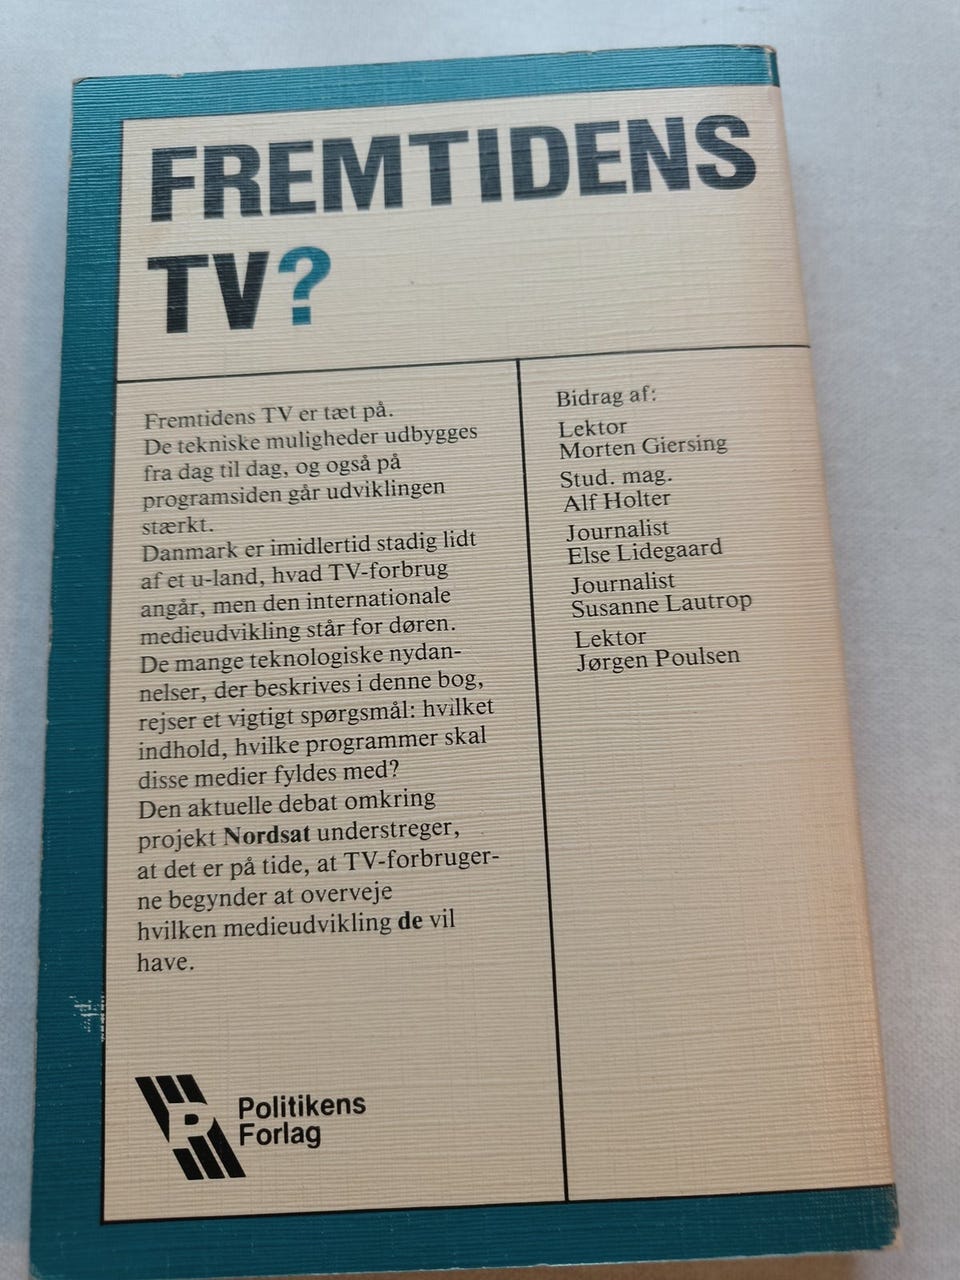 FREMTIDENS
TV?
Fremtidens TV er tæt på.
De tekniske muligheder udbygges
fra dag til dag, og også på
programsiden går udviklingen
stærkt.
Danmark er imidlertid stadig lidt
af et u-land, hvad TV-forbrug
angår, men den internationale
medieudvikling står for døren.
De mange teknologiske nydan-
nelser, der beskrives i denne bog,
rejser et vigtigt spørgsmål: hvilket
indhold, hvilke programmer skal
disse medier fyldes med?
Den aktuelle debat omkring
projekt Nordsat understreger,
at det er på tide, at TV-forbruger-
ne begynder at overveje
hvilken medieudvikling de vil
have.
Bidrag af:
Lektor
Morten Giersing
Stud. mag.
Alf Holter
Journalist
Else Lidegaard
Journalist
Susanne Lautrop
Lektor
Jørgen Poulsen
P
Politikens
Forlag